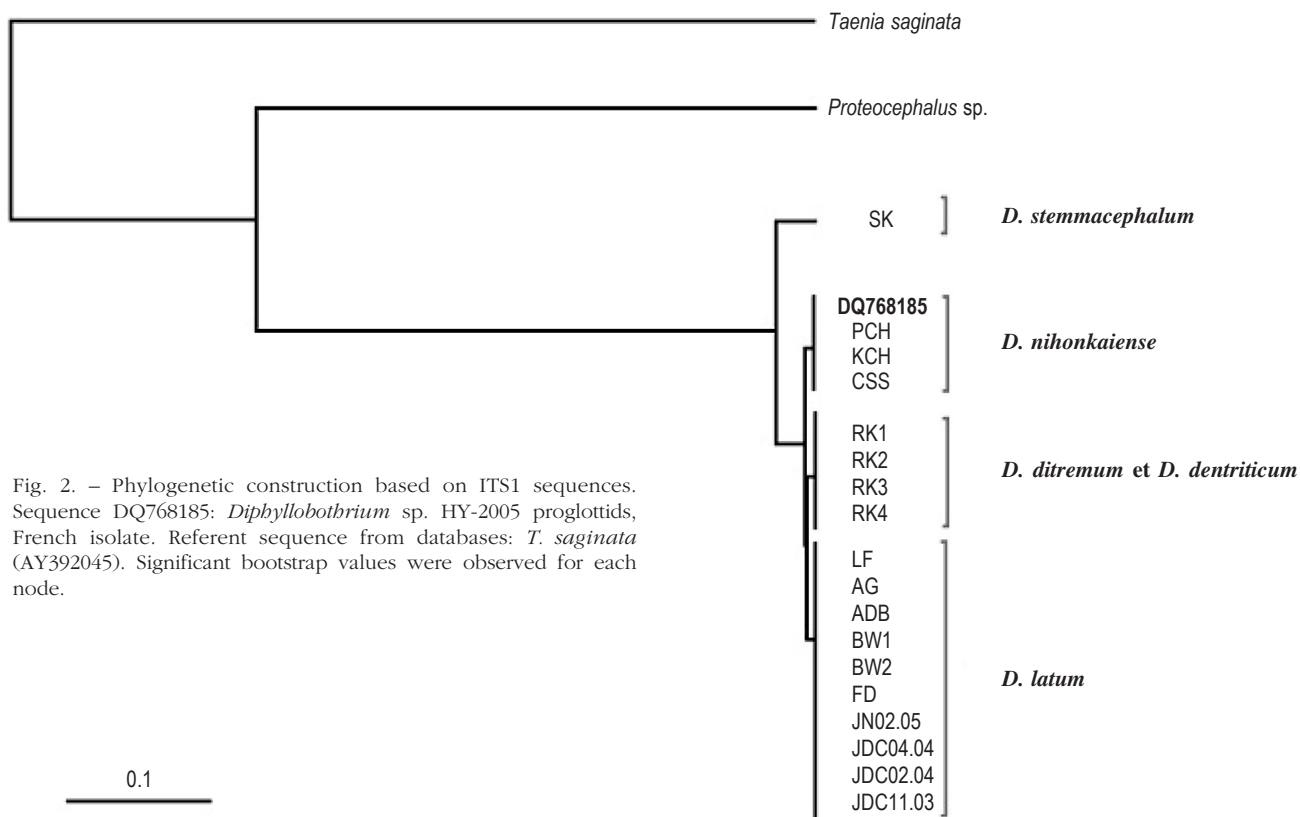 Taenia saginata
Proteocephalus sp.
SK
D. stemmacephalum
DQ768185
PCH
KCH
CSS
D. nihonkaiense
RK1
RK2
RK3
RK4
D. ditremum et D. dentriticum
LF
AG
ADB
BW1
BW2
FD
JN02.05
JDC04.04
JDC02.04
JDC11.03
D. latum
Fig. 2. – Phylogenetic construction based on ITS1 sequences.
Sequence DQ768185: Diphyllobothrium sp. HY-2005 proglottids,
French isolate. Referent sequence from databases: T. saginata
(AY392045). Significant bootstrap values were observed for each
node.
0.1